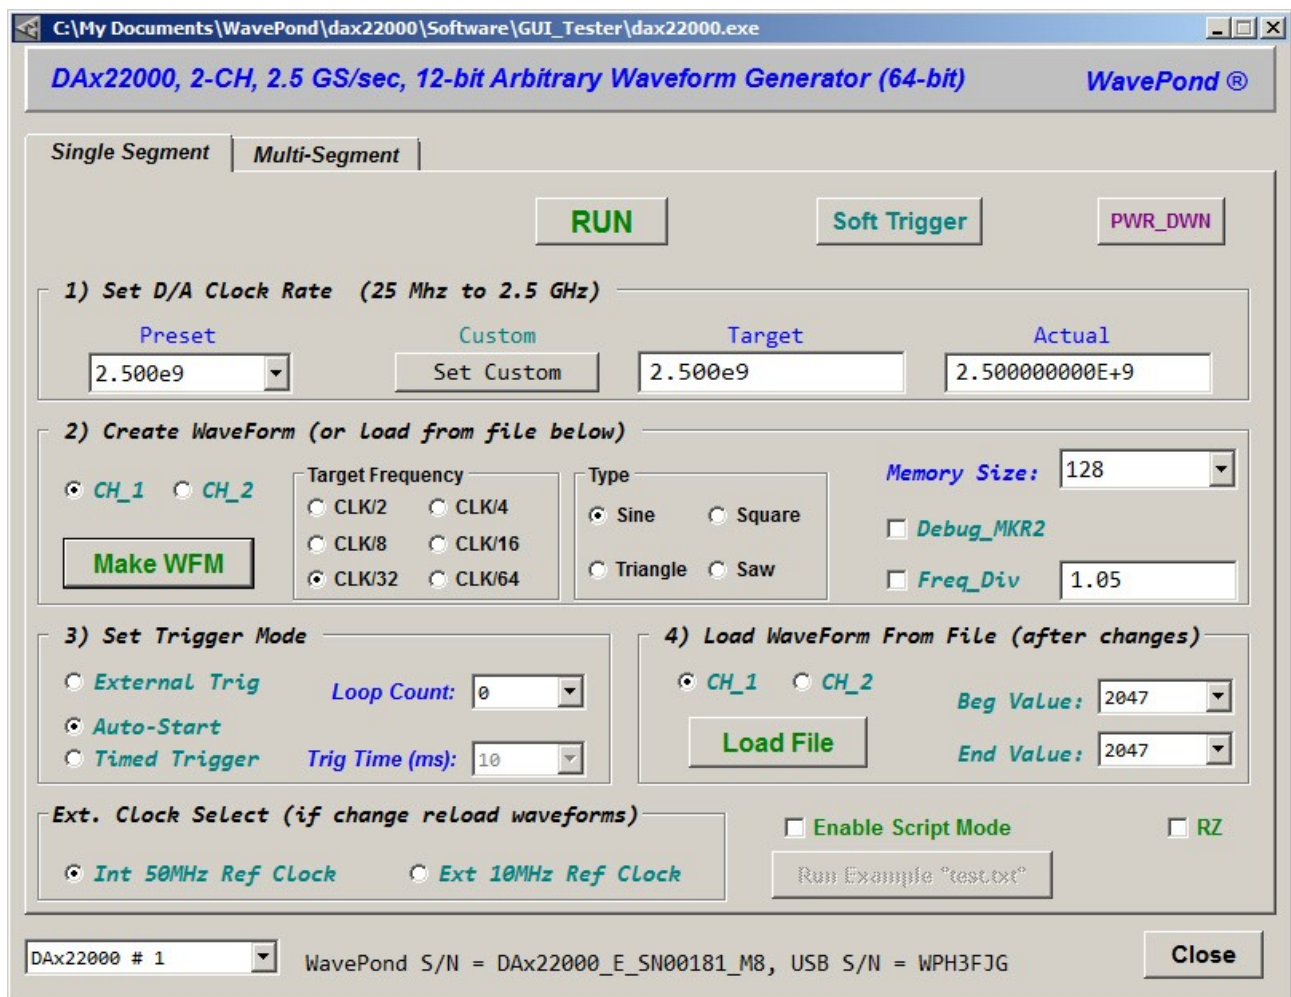 C:\My Documents\WavePond\dax22000\Software\GUI_Tester\dax22000.exe
DAx22000, 2-CH, 2.5 GS/sec, 12-bit Arbitrary Waveform Generator (64-bit) WavePond ®
Single Segment Multi-Segment
RUN Soft Trigger PWR_DWN
1) Set D/A Clock Rate (25 Mhz to 2.5 GHz)
Preset Custom Target Actual
2.500e9 Set Custom 2.500e9 2.500000000E+9
2) Create WaveForm (or load from file below)
CH_1 CH_2
Make WFM
Target Frequency
CLK/2 CLK/4
CLK/8 CLK/16
CLK/32 CLK/64
Type
Sine Square
Triangle Saw
Memory Size: 128
Debug_MKR2
Freq_Div 1.05
3) Set Trigger Mode
External Trig
Auto-Start
Timed Trigger
Loop Count: 0
Trig Time (ms): 10
4) Load WaveForm From File (after changes)
CH_1 CH_2
Load File
Beg Value: 2047
End Value: 2047
Ext. Clock Select (if change reload waveforms)
Int 50MHz Ref Clock Ext 10MHz Ref Clock
Enable Script Mode RZ
Run Example "test.txt"
DAx22000 # 1 WavePond S/N = DAx22000_E_SN00181_M8, USB S/N = WPH3FJG Close